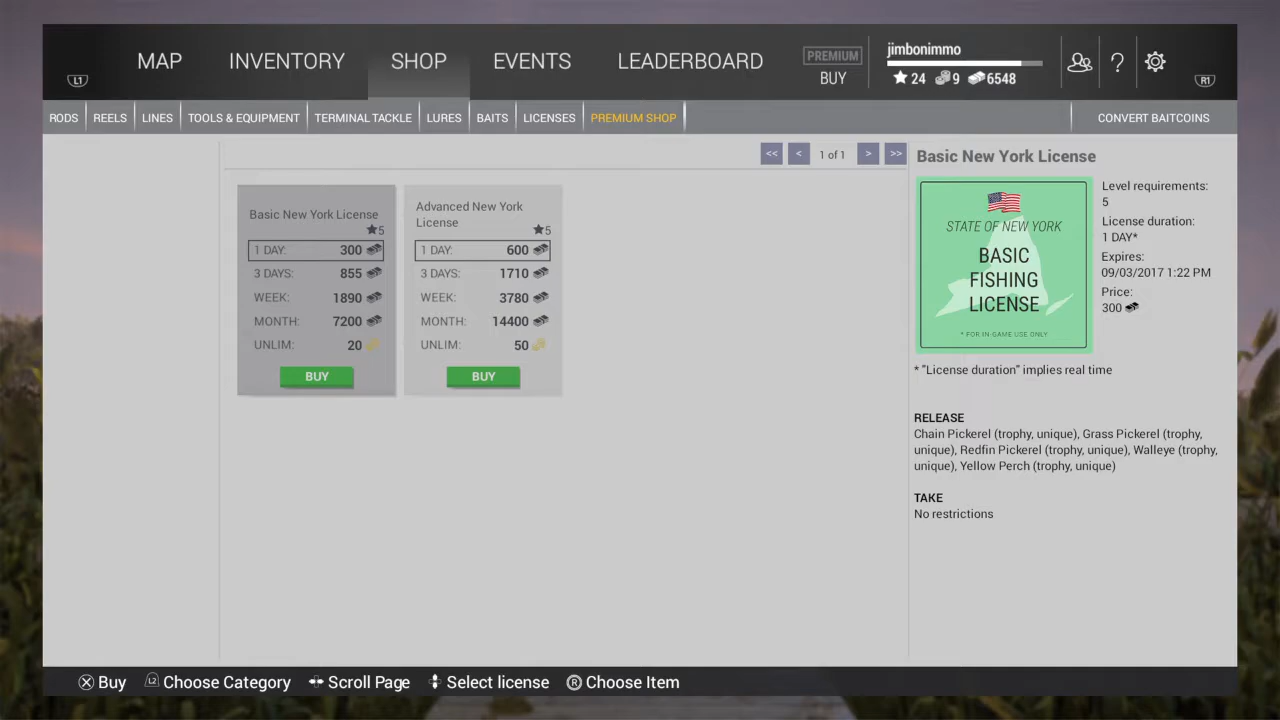 MAP INVENTORY SHOP EVENTS LEADERBOARD
PREMIUM
BUY
jimbonimmo
24 9 6548
?
L1
R1
RODS REELS LINES TOOLS & EQUIPMENT TERMINAL TACKLE LURES BAITS LICENSES PREMIUM SHOP CONVERT BAITCOINS
<< < 1 of 1 > >>
Basic New York License
5
1 DAY: 300
3 DAYS: 855
WEEK: 1890
MONTH: 7200
UNLIM: 20
BUY
Advanced New York
License
5
1 DAY: 600
3 DAYS: 1710
WEEK: 3780
MONTH: 14400
UNLIM: 50
BUY
Basic New York License
STATE OF NEW YORK
BASIC
FISHING
LICENSE
* FOR IN-GAME USE ONLY
Level requirements:
5
License duration:
1 DAY*
Expires:
09/03/2017 1:22 PM
Price:
300
* "License duration" implies real time
RELEASE
Chain Pickerel (trophy, unique), Grass Pickerel (trophy,
unique), Redfin Pickerel (trophy, unique), Walleye (trophy,
unique), Yellow Perch (trophy, unique)
TAKE
No restrictions
Buy L2 Choose Category Scroll Page Select license R Choose Item